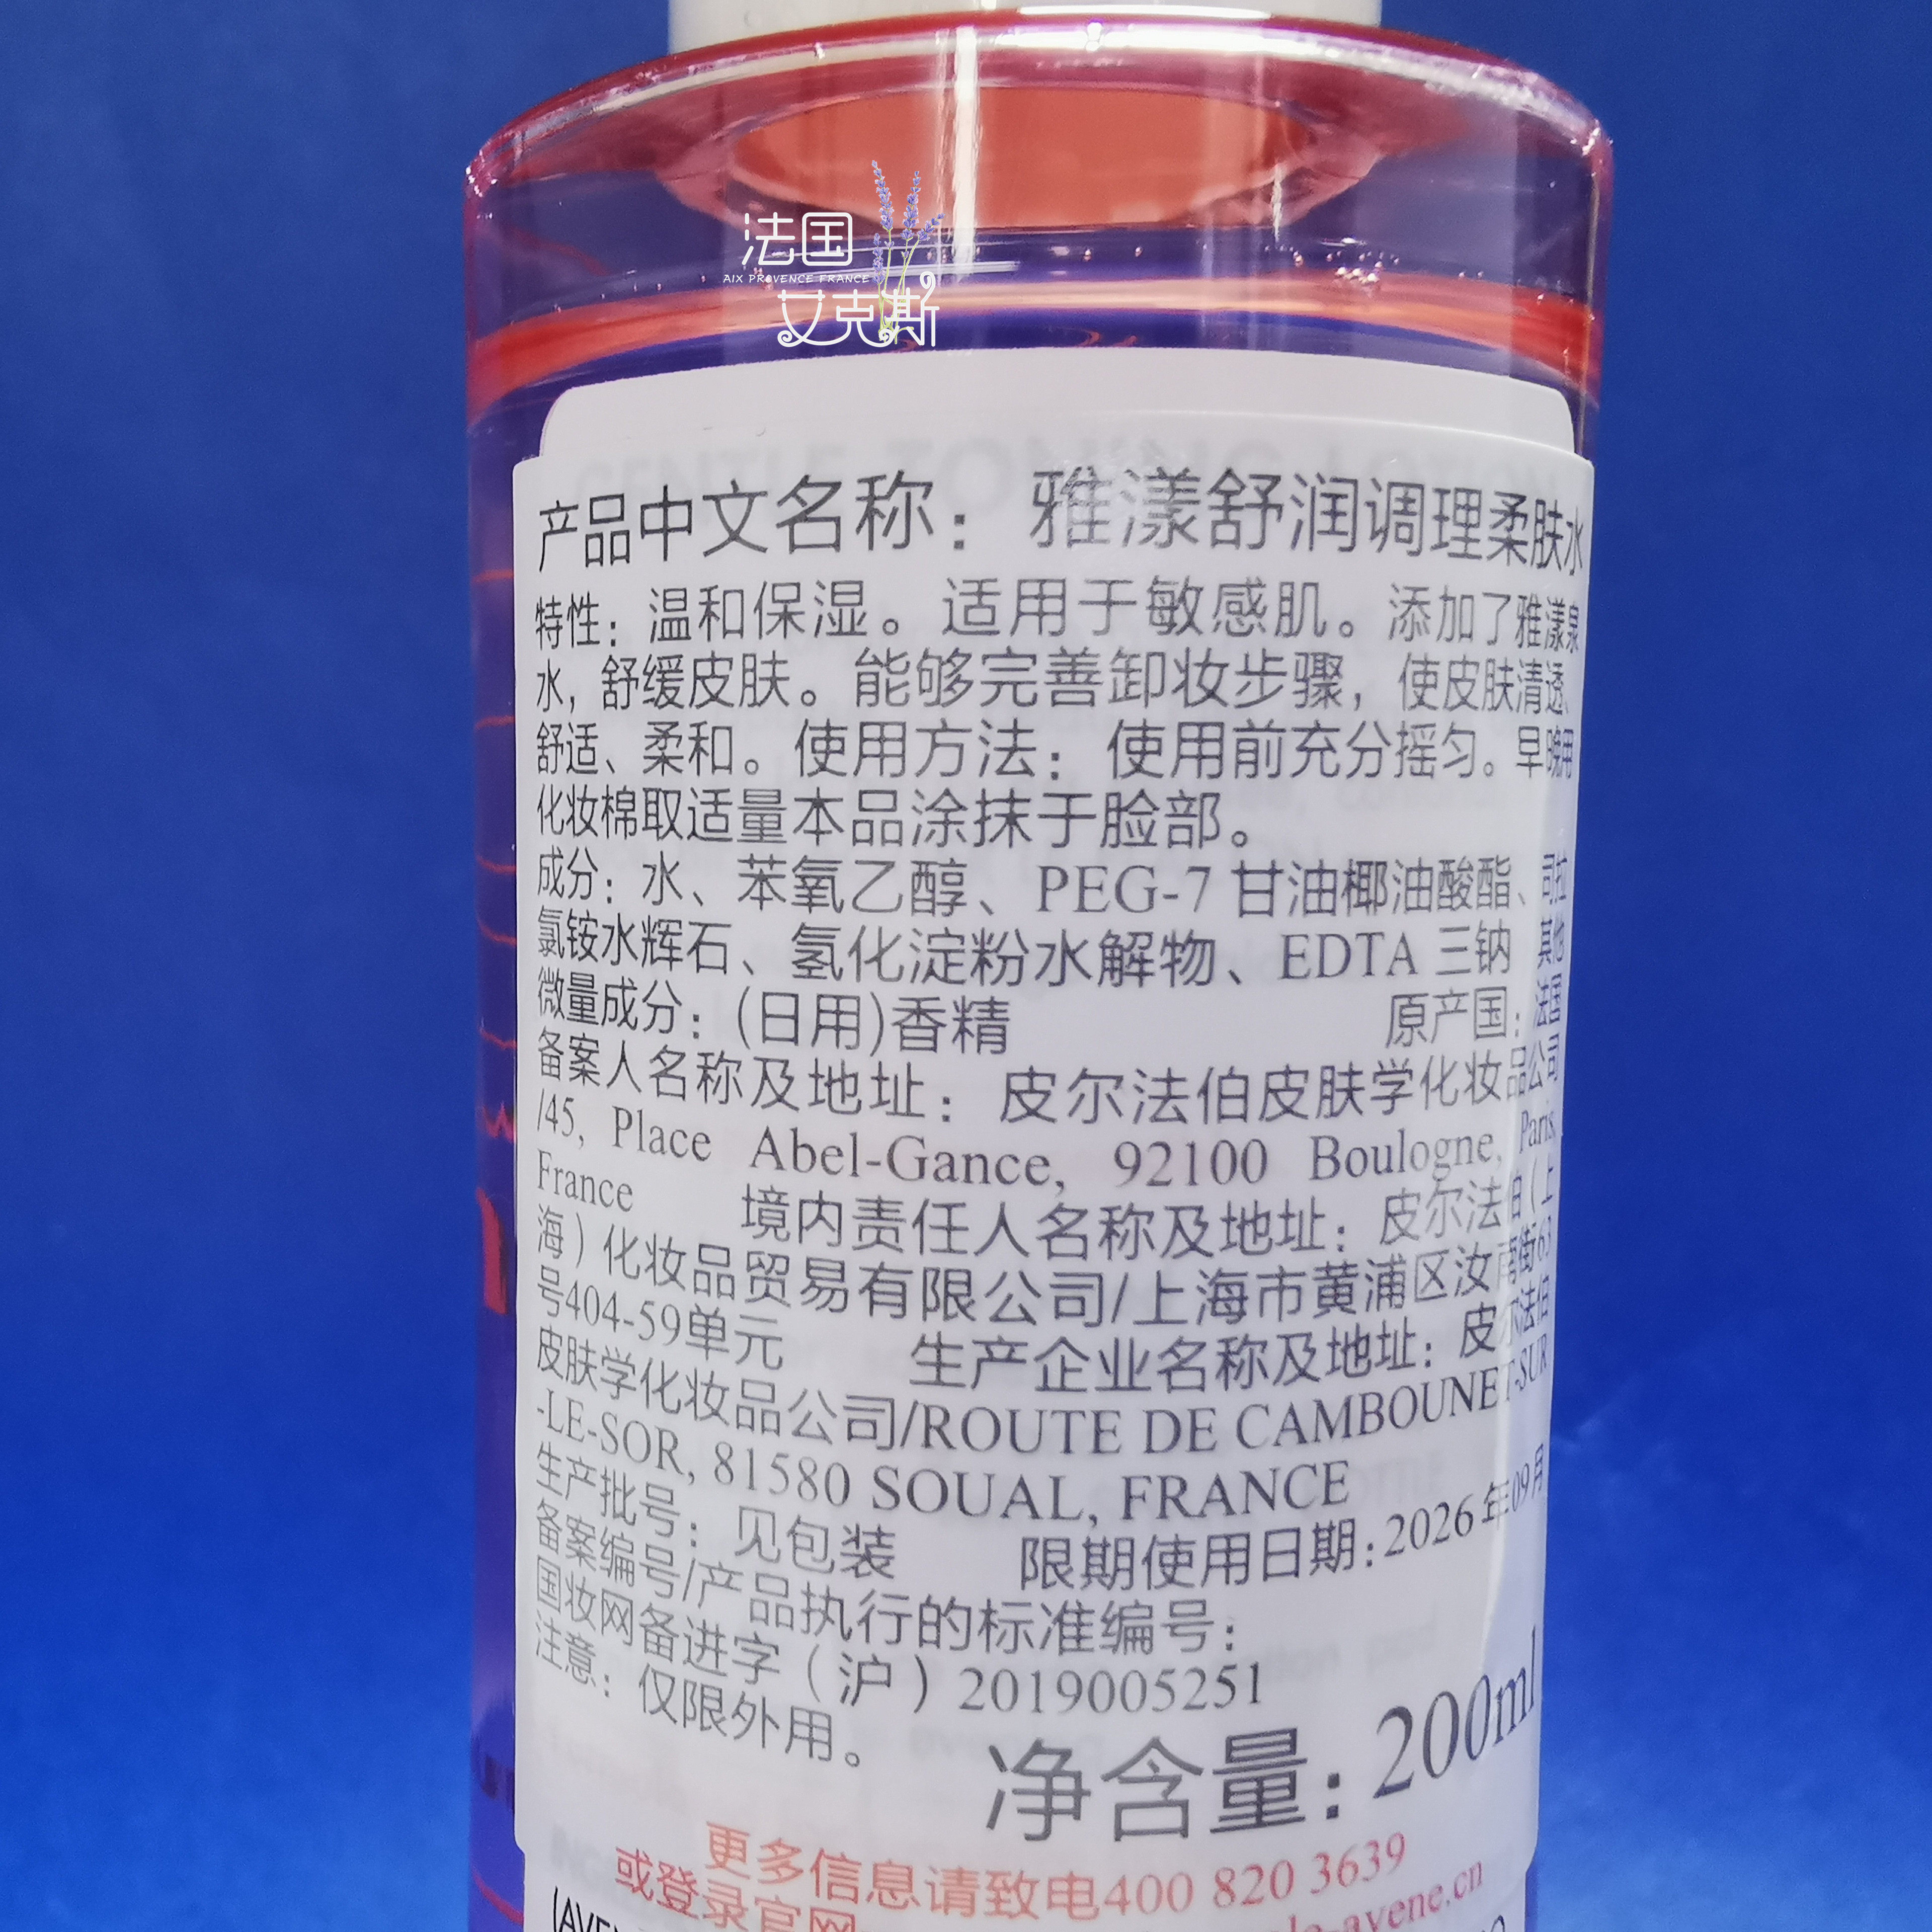 法国
AIX PROVENCE FRANCE
艾克斯
产品中文名称：雅漾舒润调理柔肤水
特性：温和保湿。适用于敏感肌。添加了雅漾泉
水，舒缓皮肤。能够完善卸妆步骤，使皮肤清透、
舒适、柔和。使用方法：使用前充分摇匀。早晚用
化妆棉取适量本品涂抹于脸部。
成分：水、苯氧乙醇、PEG-7 甘油椰油酸酯、司拉
氯铵水辉石、氢化淀粉水解物、EDTA 三钠 其他
微量成分：(日用)香精 原产国：法国
备案人名称及地址：皮尔法伯皮肤学化妆品公司
/45, Place Abel-Gance, 92100 Boulogne, Paris,
France 境内责任人名称及地址：皮尔法伯（上
海）化妆品贸易有限公司/上海市黄浦区汝南街63
号404-59单元 生产企业名称及地址：皮尔法伯
皮肤学化妆品公司/ROUTE DE CAMBOUNET-SUR
-LE-SOR, 81580 SOUAL, FRANCE
生产批号：见包装 限期使用日期：2026年09月
备案编号/产品执行的标准编号：
国妆网备进字（沪）2019005251
注意：仅限外用。
净含量：200ml
更多信息请致电400 820 3639
或登录官网